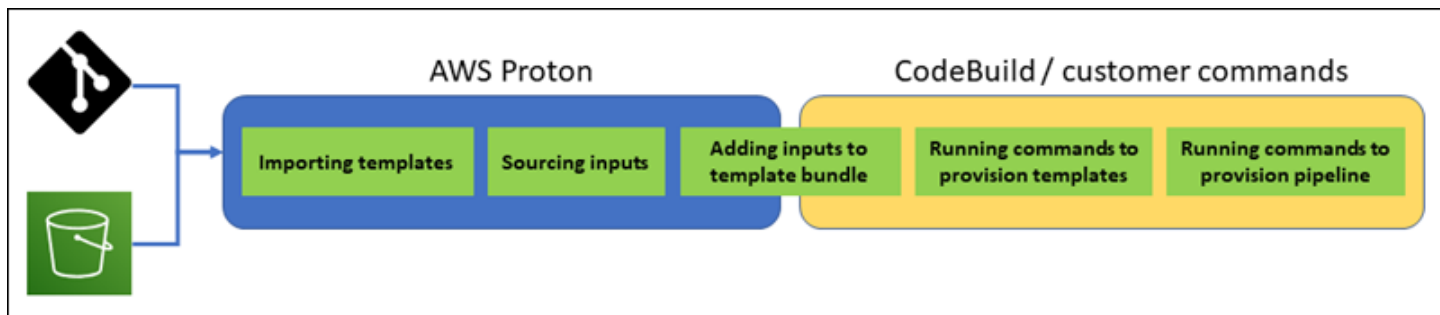 AWS Proton
CodeBuild / customer commands
Importing templates
Sourcing inputs
Adding inputs to
template bundle
Running commands to
provision templates
Running commands to
provision pipeline